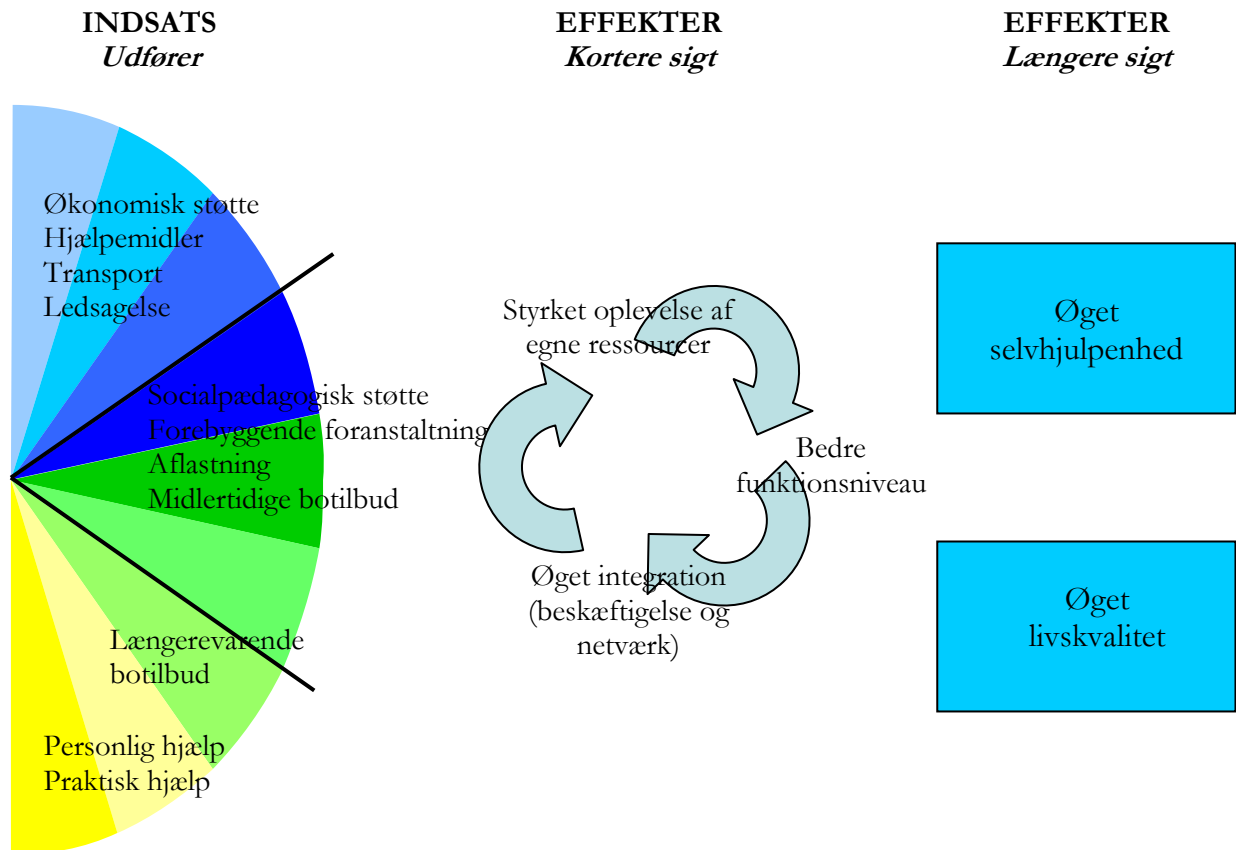 INDSATS
Udfører
EFFEKTER
Kortere sigt
EFFEKTER
Længere sigt
Økonomisk støtte
Hjælpemidler
Transport
Ledsagelse
Socialpædagogisk støtte
Forebyggende foranstaltning
Aflastning
Midlertidige botilbud
Længerevarende
botilbud
Personlig hjælp
Praktisk hjælp
Styrket oplevelse af
egne ressourcer
Bedre
funktionsniveau
Øget integration
(beskæftigelse og
netværk)
Øget
selvhjulpenhed
Øget
livskvalitet